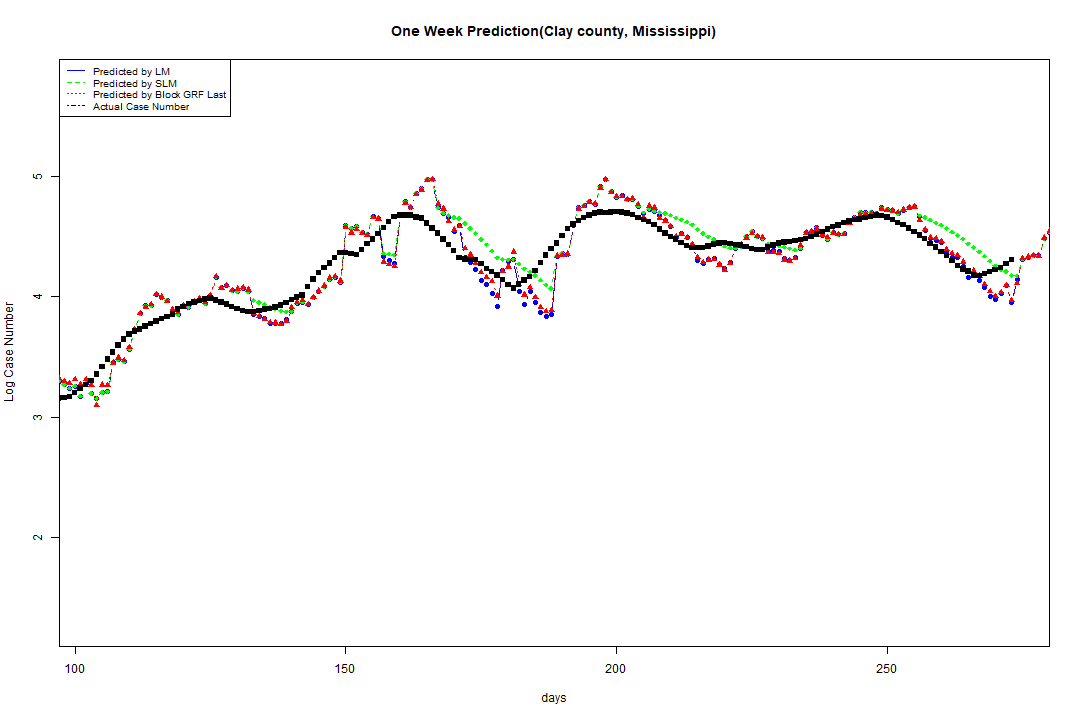 One Week Prediction(Clay county, Mississippi)
Predicted by LM
Predicted by SLM
Predicted by Block GRF Last
Actual Case Number
5
4
3
2
Log Case Number
100 150 200 250
days